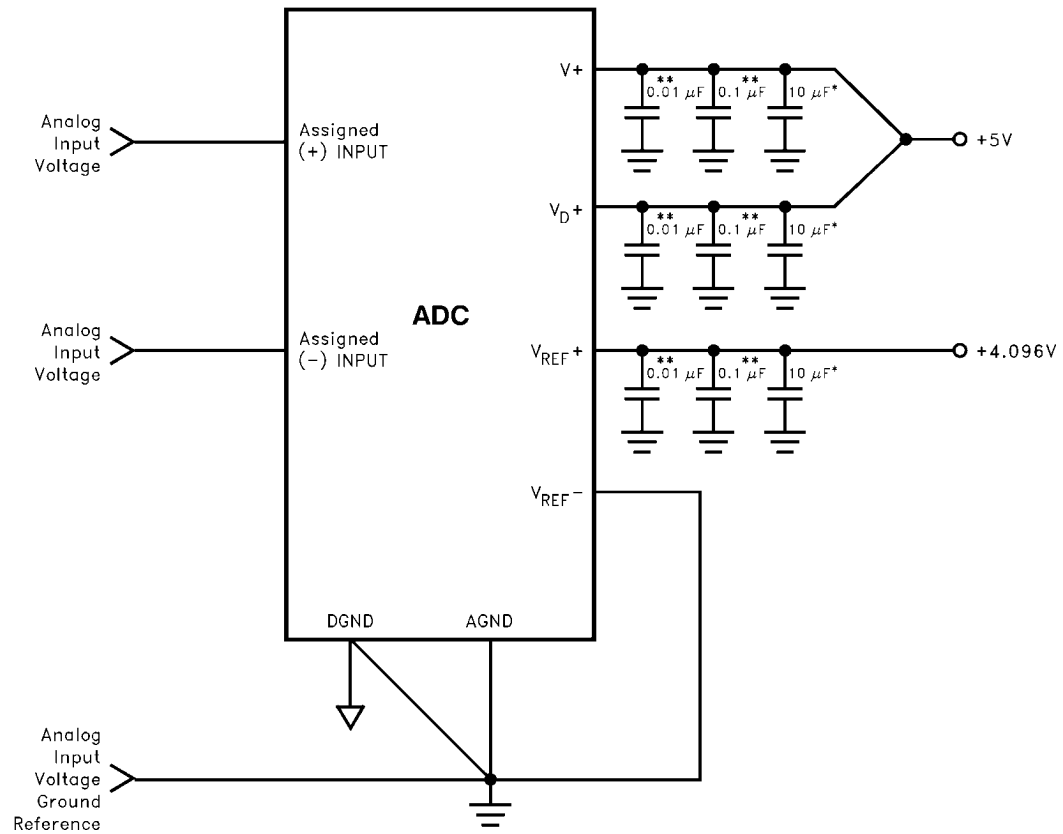 V+
**
0.01 μF
**
0.1 μF
10 μF*
Analog
Input
Voltage
Assigned
(+) INPUT
+5V
V_D+
**
0.01 μF
**
0.1 μF
10 μF*
ADC
Analog
Input
Voltage
Assigned
(−) INPUT
V_REF+
**
0.01 μF
**
0.1 μF
10 μF*
+4.096V
V_REF−
DGND
AGND
Analog
Input
Voltage
Ground
Reference